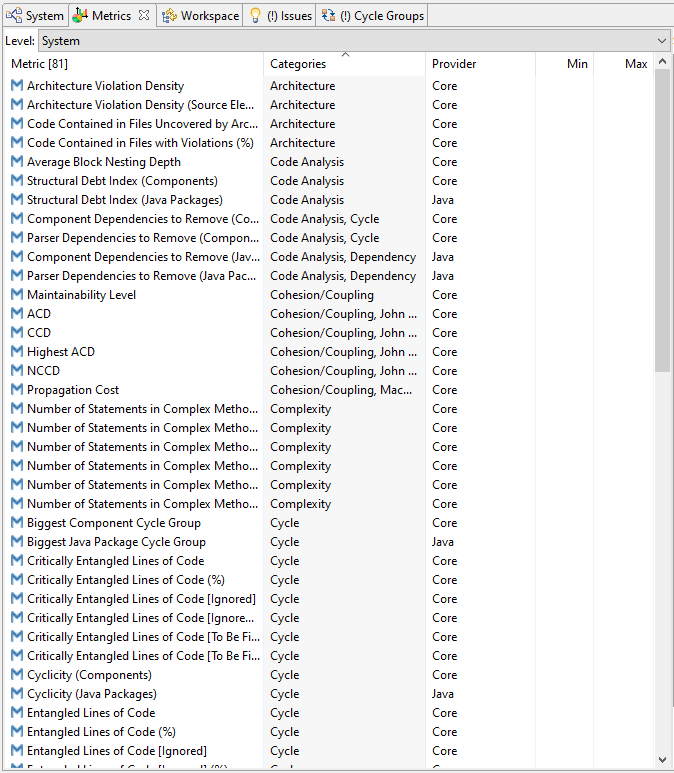 System Metrics Workspace (!) Issues (!) Cycle Groups
Level: System
Metric [81] Categories Provider Min Max
Architecture Violation Density Architecture Core
Architecture Violation Density (Source Ele... Architecture Core
Code Contained in Files Uncovered by Arc... Architecture Core
Code Contained in Files with Violations (%) Architecture Core
Average Block Nesting Depth Code Analysis Core
Structural Debt Index (Components) Code Analysis Core
Structural Debt Index (Java Packages) Code Analysis Java
Component Dependencies to Remove (Co... Code Analysis, Cycle Core
Parser Dependencies to Remove (Compon... Code Analysis, Cycle Core
Component Dependencies to Remove (Jav... Code Analysis, Dependency Java
Parser Dependencies to Remove (Java Pac... Code Analysis, Dependency Java
Maintainability Level Cohesion/Coupling Core
ACD Cohesion/Coupling, John ... Core
CCD Cohesion/Coupling, John ... Core
Highest ACD Cohesion/Coupling, John ... Core
NCCD Cohesion/Coupling, John ... Core
Propagation Cost Cohesion/Coupling, Mac... Core
Number of Statements in Complex Metho... Complexity Core
Number of Statements in Complex Metho... Complexity Core
Number of Statements in Complex Metho... Complexity Core
Number of Statements in Complex Metho... Complexity Core
Number of Statements in Complex Metho... Complexity Core
Number of Statements in Complex Metho... Complexity Core
Biggest Component Cycle Group Cycle Core
Biggest Java Package Cycle Group Cycle Java
Critically Entangled Lines of Code Cycle Core
Critically Entangled Lines of Code (%) Cycle Core
Critically Entangled Lines of Code [Ignored] Cycle Core
Critically Entangled Lines of Code [Ignore... Cycle Core
Critically Entangled Lines of Code [To Be Fi... Cycle Core
Critically Entangled Lines of Code [To Be Fi... Cycle Core
Cyclicity (Components) Cycle Core
Cyclicity (Java Packages) Cycle Java
Entangled Lines of Code Cycle Core
Entangled Lines of Code (%) Cycle Core
Entangled Lines of Code [Ignored] Cycle Core
Entangled Lines of Code [Ignored] (%) Cycle Core